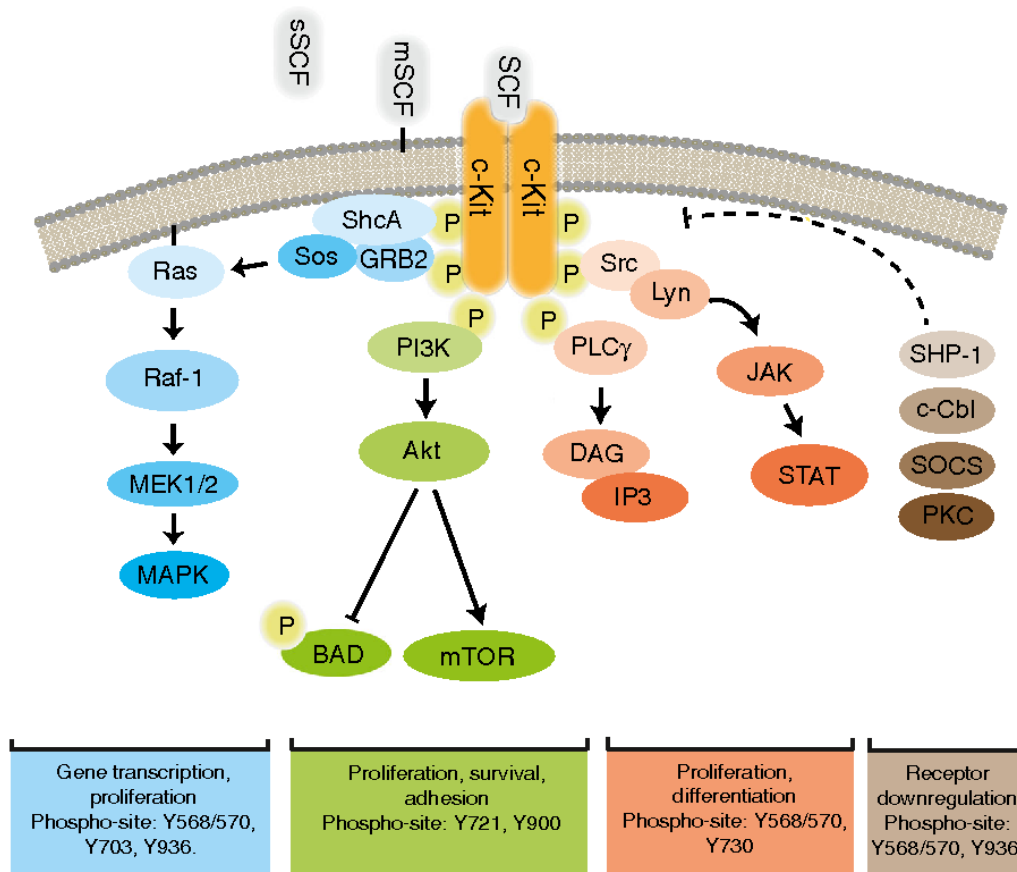 sSCF
mSCF
SCF
c-Kit
c-Kit
ShcA
P
P
Sos
GRB2
P
P
Src
Ras
Lyn
P
P
PI3K
PLCγ
SHP-1
Raf-1
JAK
c-Cbl
Akt
DAG
SOCS
MEK1/2
IP3
STAT
PKC
MAPK
P
BAD
mTOR
Gene transcription,
proliferation
Phospho-site: Y568/570,
Y703, Y936.
Proliferation, survival,
adhesion
Phospho-site: Y721, Y900
Proliferation,
differentiation
Phospho-site: Y568/570,
Y730
Receptor
downregulation
Phospho-site:
Y568/570, Y936